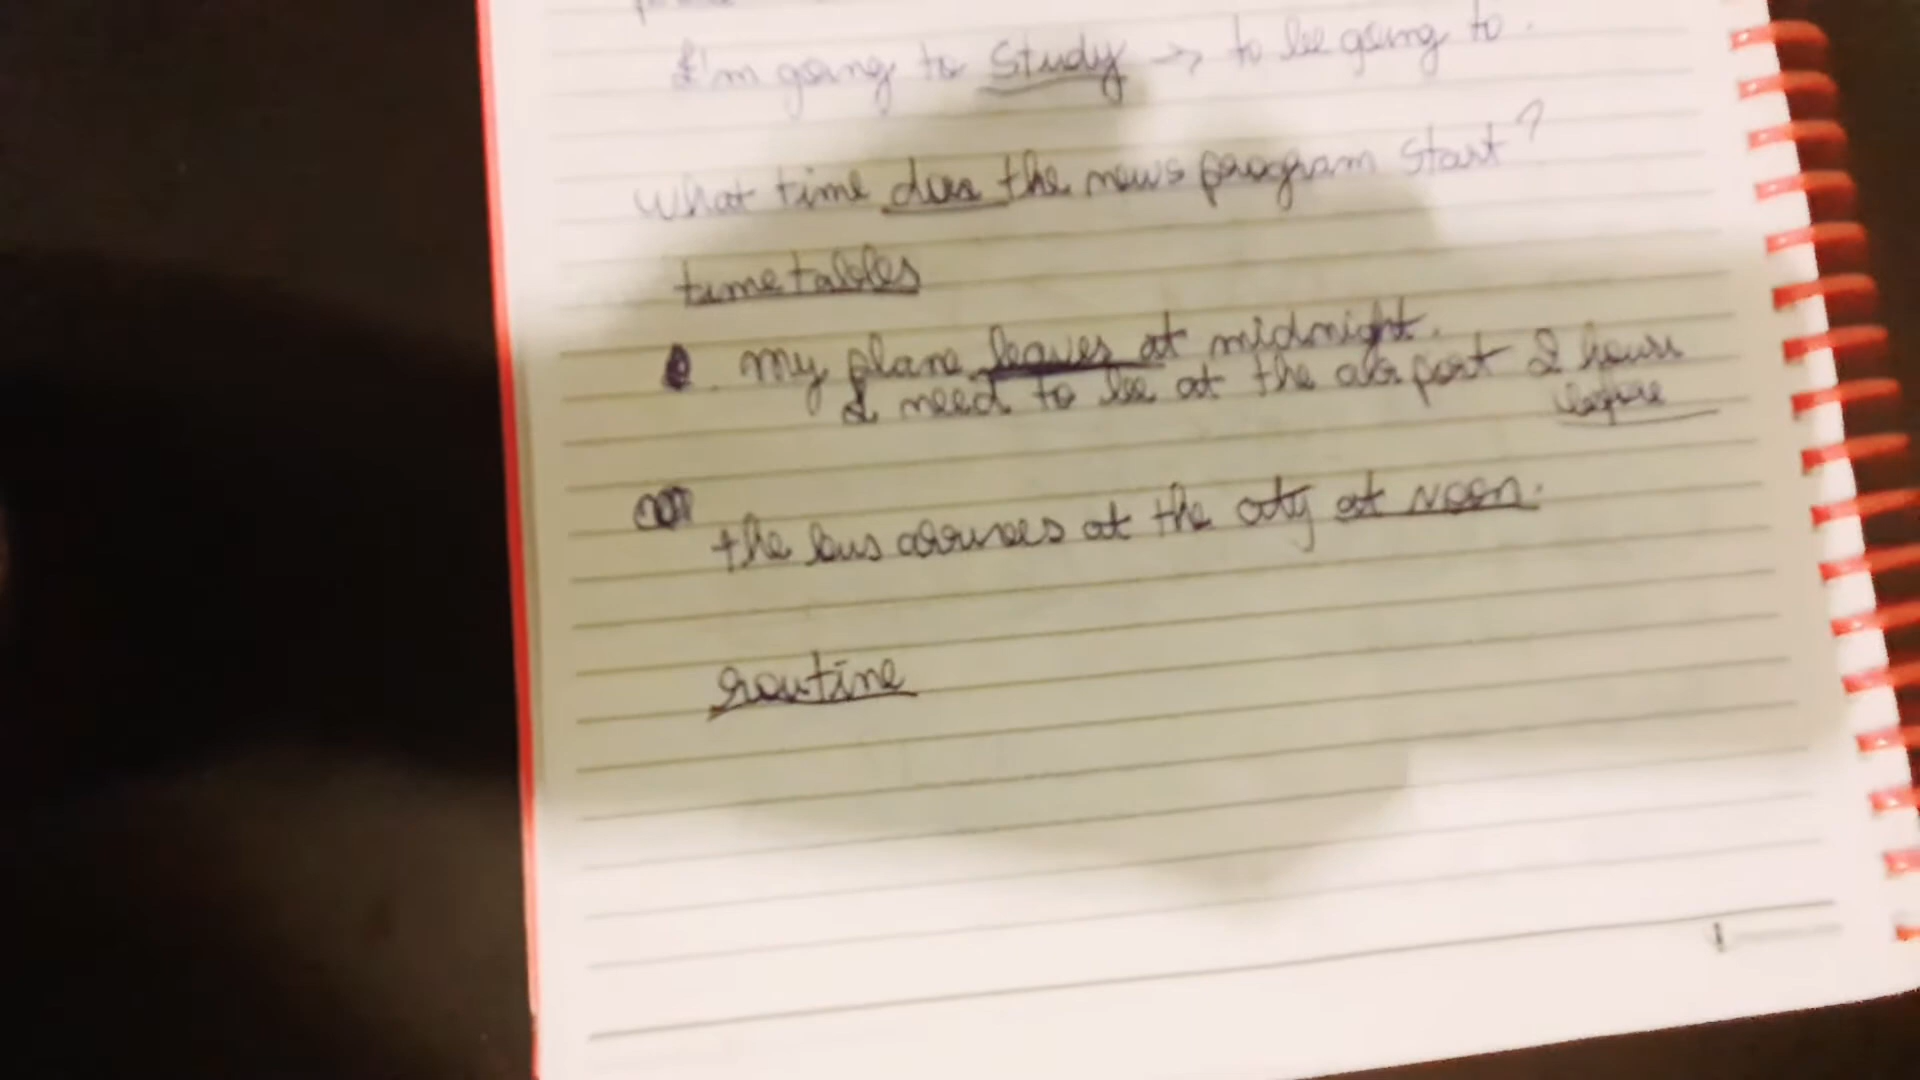 I'm going to study → to be going to.
What time does the news program start?
timetables
my plane leaves at midnight.
I need to be at the airport 2 hours
before
the bus arrives at the city at noon.
routine